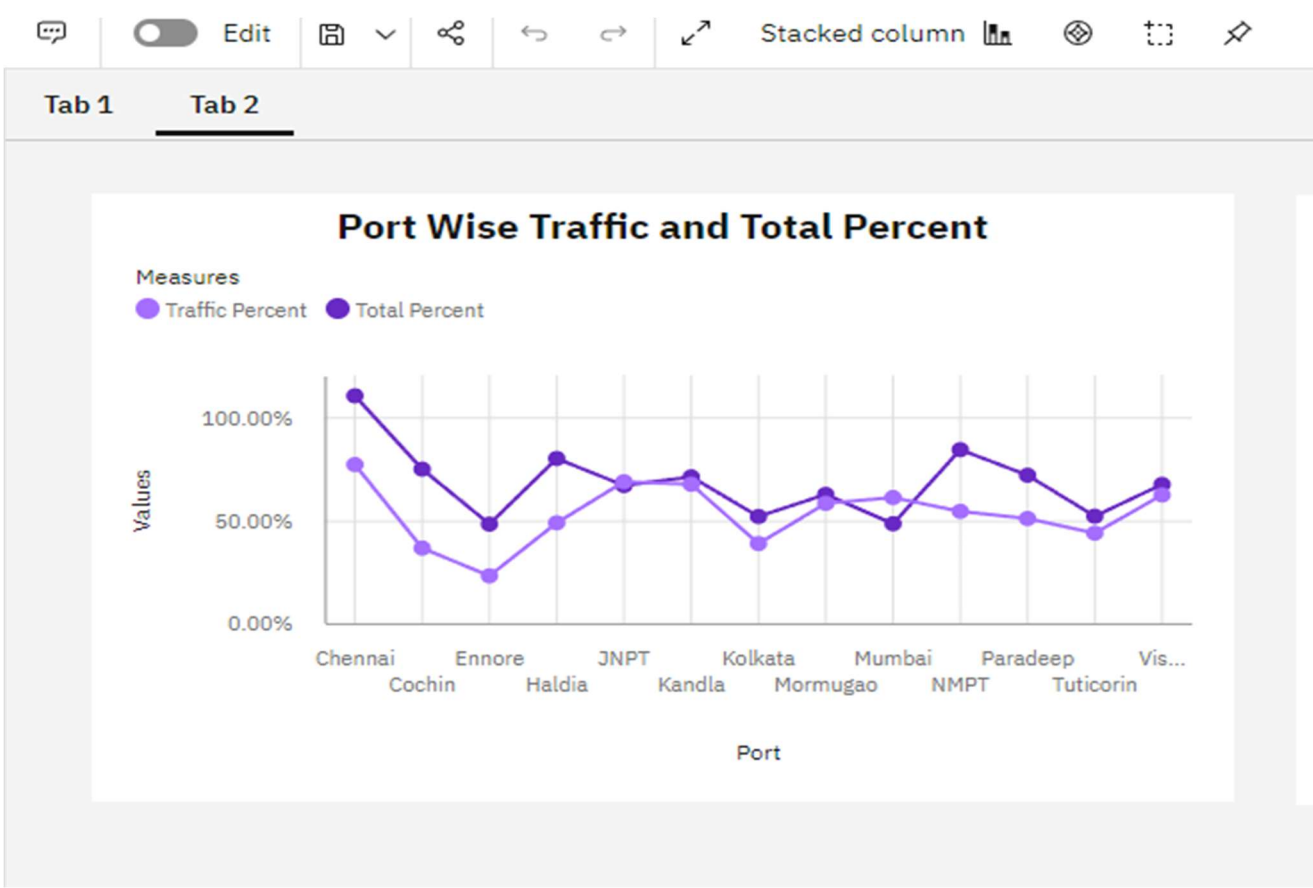 Edit Stacked column
Tab 1 Tab 2
Port Wise Traffic and Total Percent
Measures
Traffic Percent Total Percent
100.00%
50.00%
0.00%
Values
Chennai Ennore JNPT Kolkata Mumbai Paradeep Vis...
Cochin Haldia Kandla Mormugao NMPT Tuticorin
Port